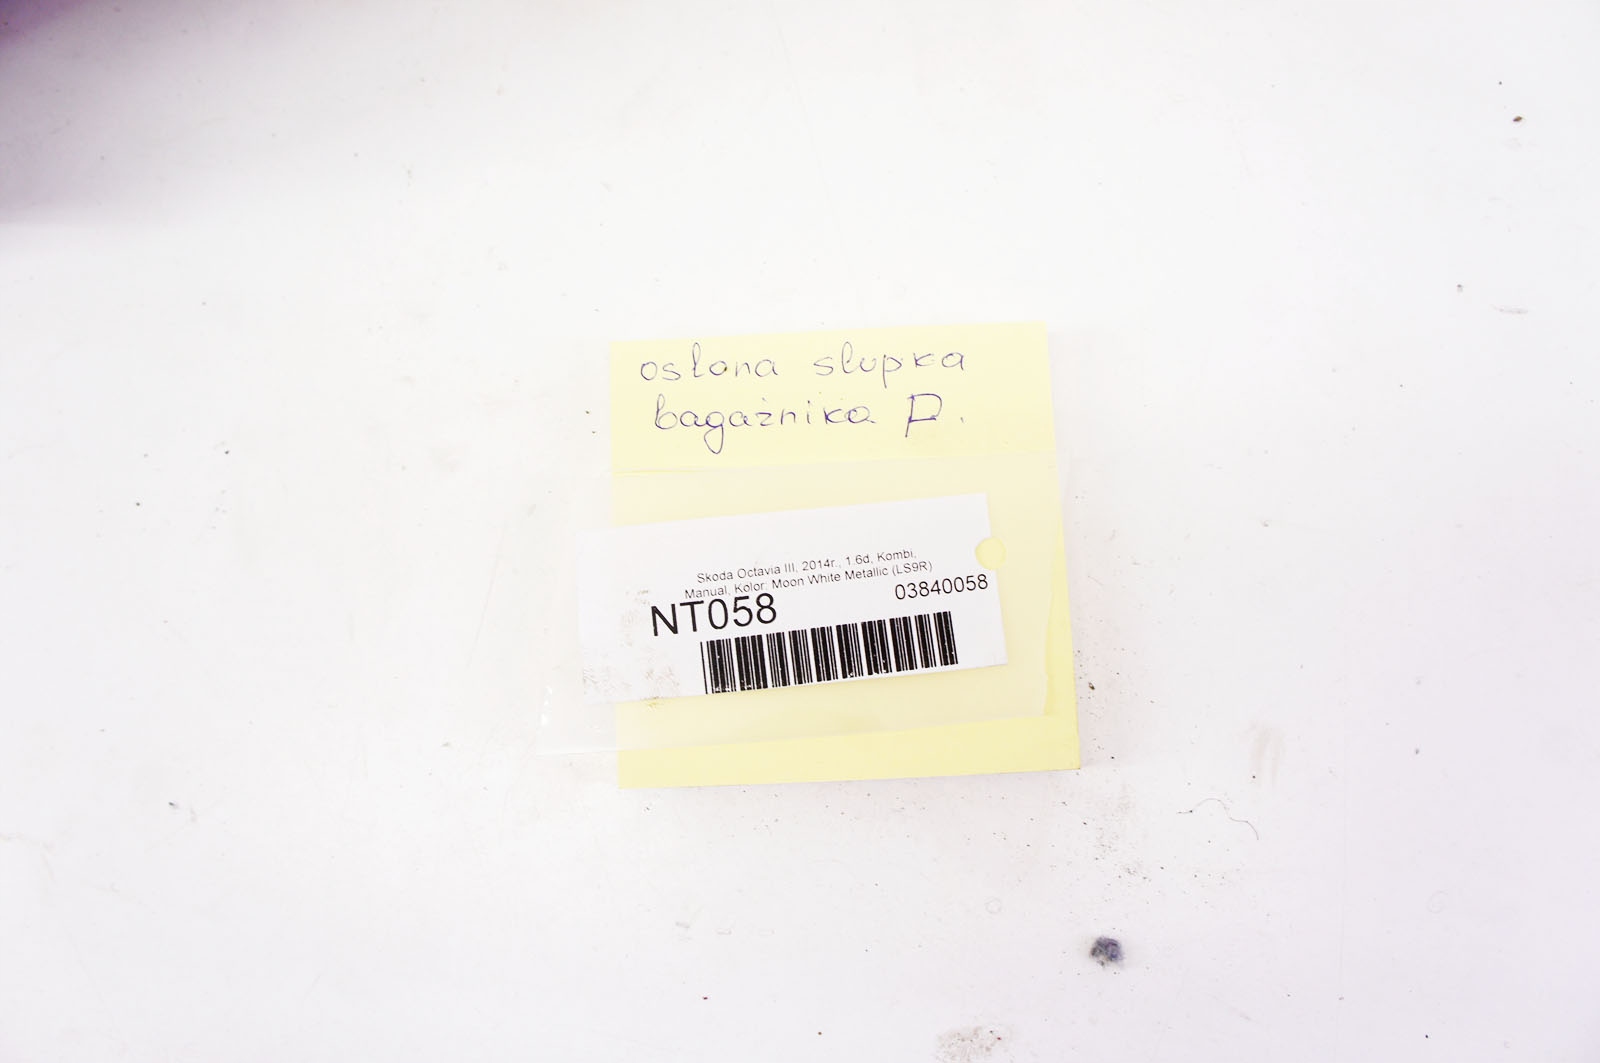 osłona słupka
bagażnika P.
Skoda Octavia III, 2014r., 1.6d, Kombi,
Manual, Kolor: Moon White Metallic (LS9R)
NT058
03840058